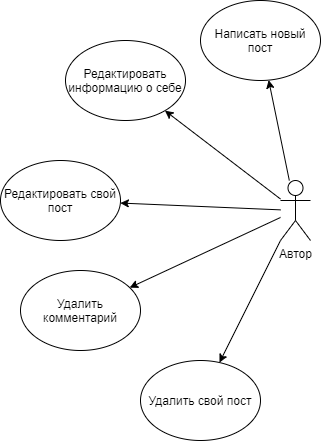 Написать новый
пост
Редактировать
информацию о себе
Редактировать свой
пост
Автор
Удалить
комментарий
Удалить свой пост